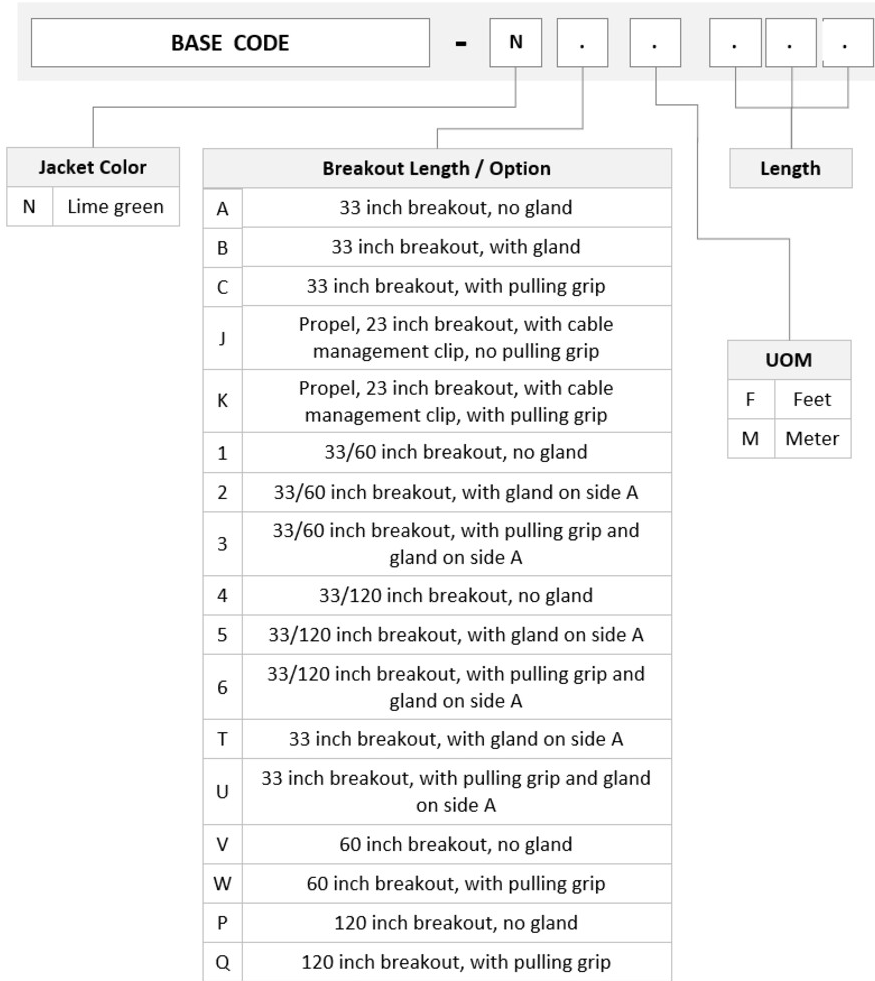 BASE CODE - N . . . . .
Jacket Color
N Lime green
Breakout Length / Option
A 33 inch breakout, no gland
B 33 inch breakout, with gland
C 33 inch breakout, with pulling grip
J Propel, 23 inch breakout, with cable
management clip, no pulling grip
K Propel, 23 inch breakout, with cable
management clip, with pulling grip
1 33/60 inch breakout, no gland
2 33/60 inch breakout, with gland on side A
3 33/60 inch breakout, with pulling grip and
gland on side A
4 33/120 inch breakout, no gland
5 33/120 inch breakout, with gland on side A
6 33/120 inch breakout, with pulling grip and
gland on side A
T 33 inch breakout, with gland on side A
U 33 inch breakout, with pulling grip and gland
on side A
V 60 inch breakout, no gland
W 60 inch breakout, with pulling grip
P 120 inch breakout, no gland
Q 120 inch breakout, with pulling grip
Length
UOM
F Feet
M Meter